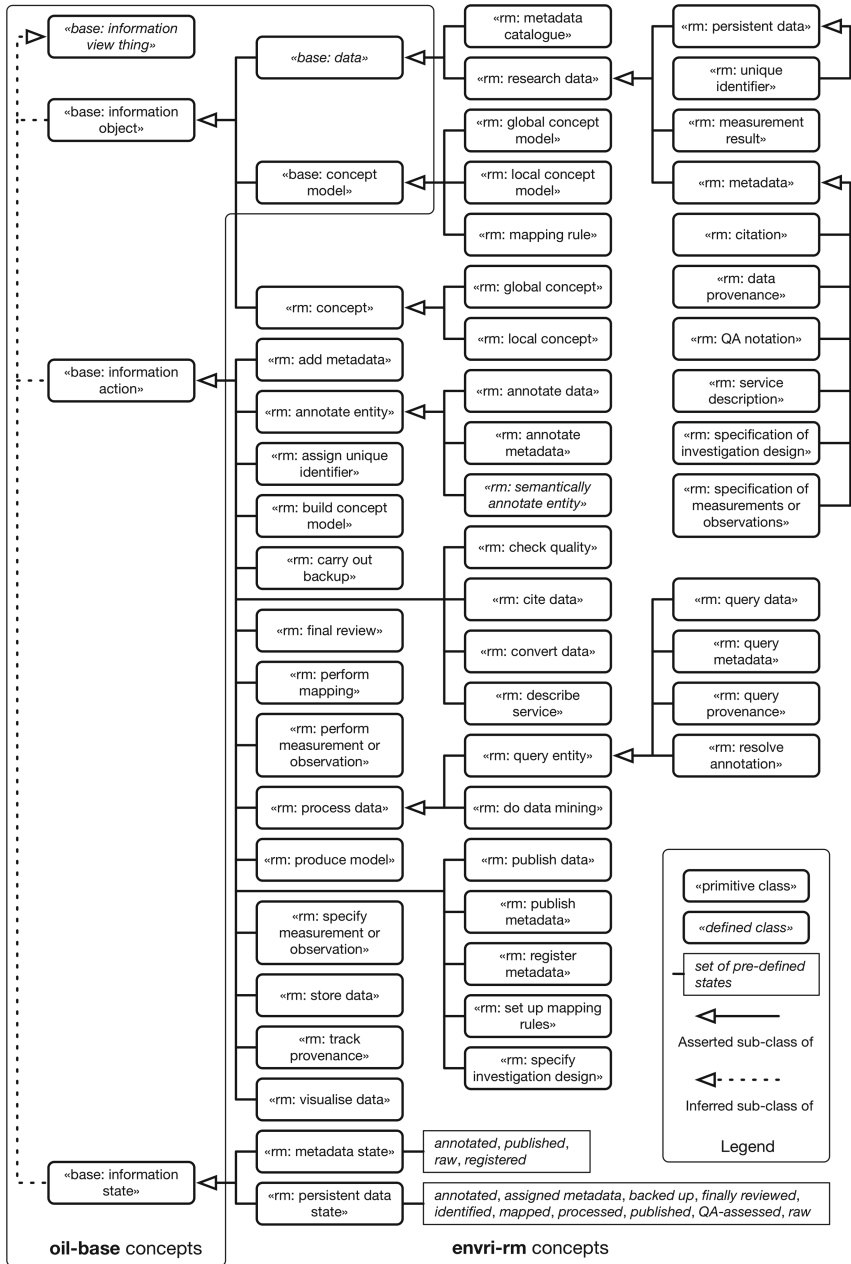 «base: information
view thing»
«base: information
object»
«base: information
action»
«base: information
state»
«base: data»
«base: concept
model»
«rm: concept»
«rm: add metadata»
«rm: annotate entity»
«rm: assign unique
identifier»
«rm: build concept
model»
«rm: carry out
backup»
«rm: final review»
«rm: perform
mapping»
«rm: perform
measurement or
observation»
«rm: process data»
«rm: produce model»
«rm: specify
measurement or
observation»
«rm: store data»
«rm: track
provenance»
«rm: visualise data»
«rm: metadata state»
«rm: persistent data
state»
«rm: metadata
catalogue»
«rm: research data»
«rm: global concept
model»
«rm: local concept
model»
«rm: mapping rule»
«rm: global concept»
«rm: local concept»
«rm: annotate data»
«rm: annotate
metadata»
«rm: semantically
annotate entity»
«rm: check quality»
«rm: cite data»
«rm: convert data»
«rm: describe
service»
«rm: query entity»
«rm: do data mining»
«rm: publish data»
«rm: publish
metadata»
«rm: register
metadata»
«rm: set up mapping
rules»
«rm: specify
investigation design»
annotated, published,
raw, registered
annotated, assigned metadata, backed up, finally reviewed,
identified, mapped, processed, published, QA-assessed, raw
«rm: persistent data»
«rm: unique
identifier»
«rm: measurement
result»
«rm: metadata»
«rm: citation»
«rm: data
provenance»
«rm: QA notation»
«rm: service
description»
«rm: specification of
investigation design»
«rm: specification of
measurements or
observations»
«rm: query data»
«rm: query
metadata»
«rm: query
provenance»
«rm: resolve
annotation»
«primitive class»
«defined class»
set of pre-defined
states
Asserted sub-class of
Inferred sub-class of
Legend
oil-base concepts
envri-rm concepts